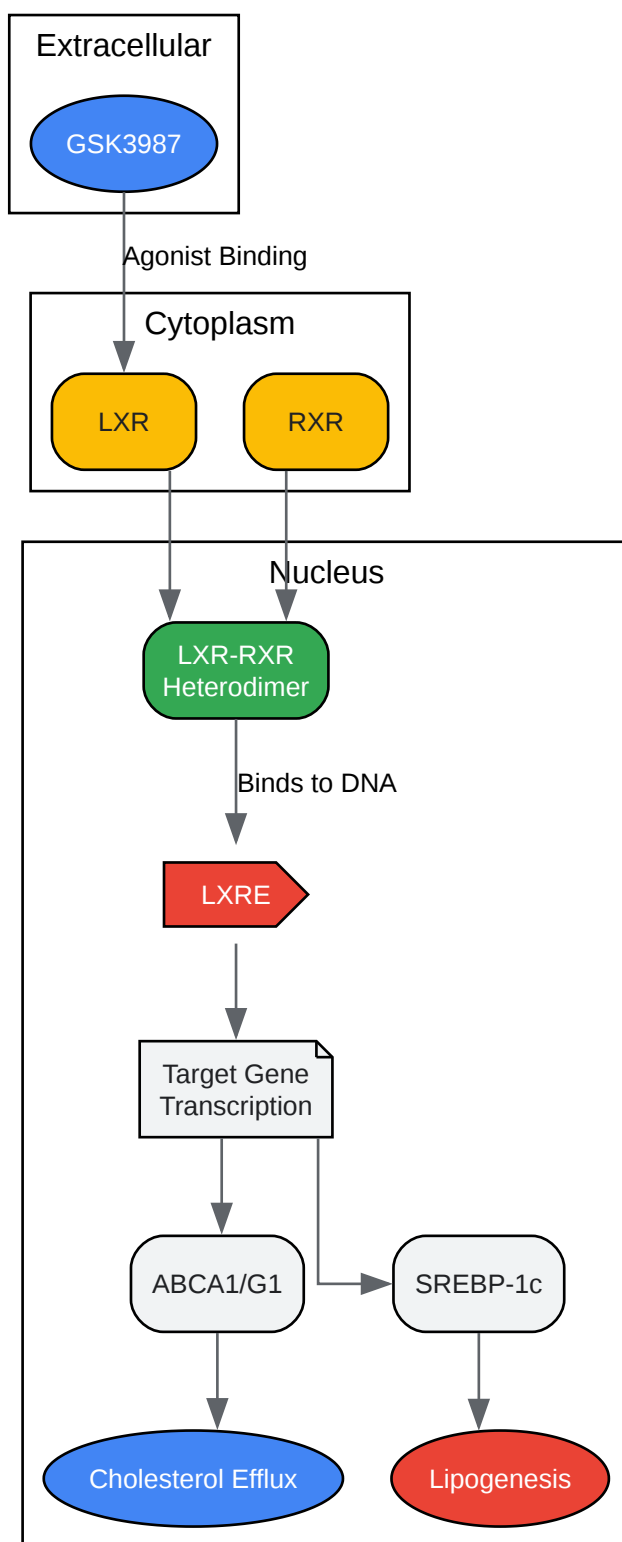 Extracellular
GSK3987
Agonist Binding
Cytoplasm
LXR
RXR
Nucleus
LXR-RXR
Heterodimer
Binds to DNA
LXRE
Target Gene
Transcription
ABCA1/G1
SREBP-1c
Cholesterol Efflux
Lipogenesis